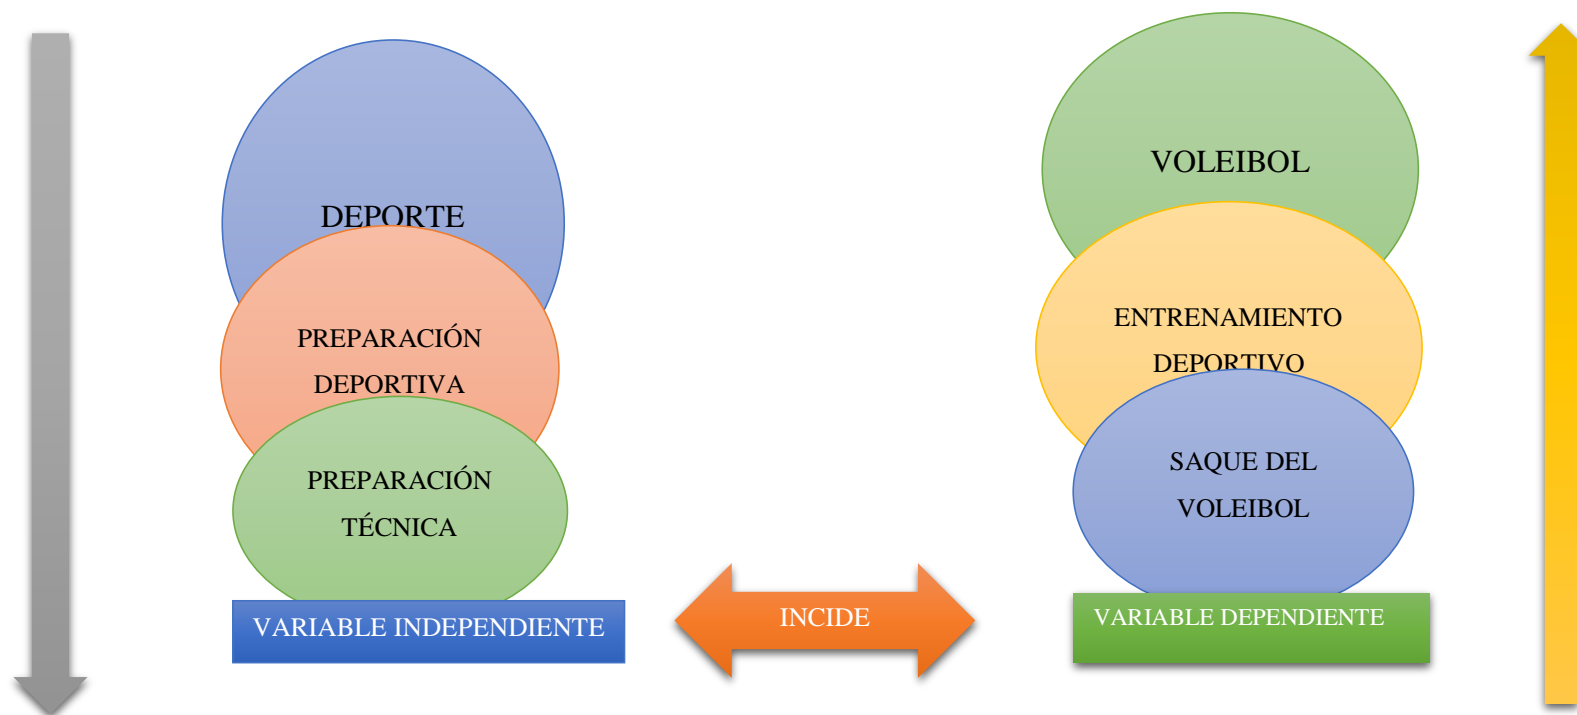 DEPORTE
PREPARACIÓN
DEPORTIVA
PREPARACIÓN
TÉCNICA
VARIABLE INDEPENDIENTE
INCIDE
VOLEIBOL
ENTRENAMIENTO
DEPORTIVO
SAQUE DEL
VOLEIBOL
VARIABLE DEPENDIENTE